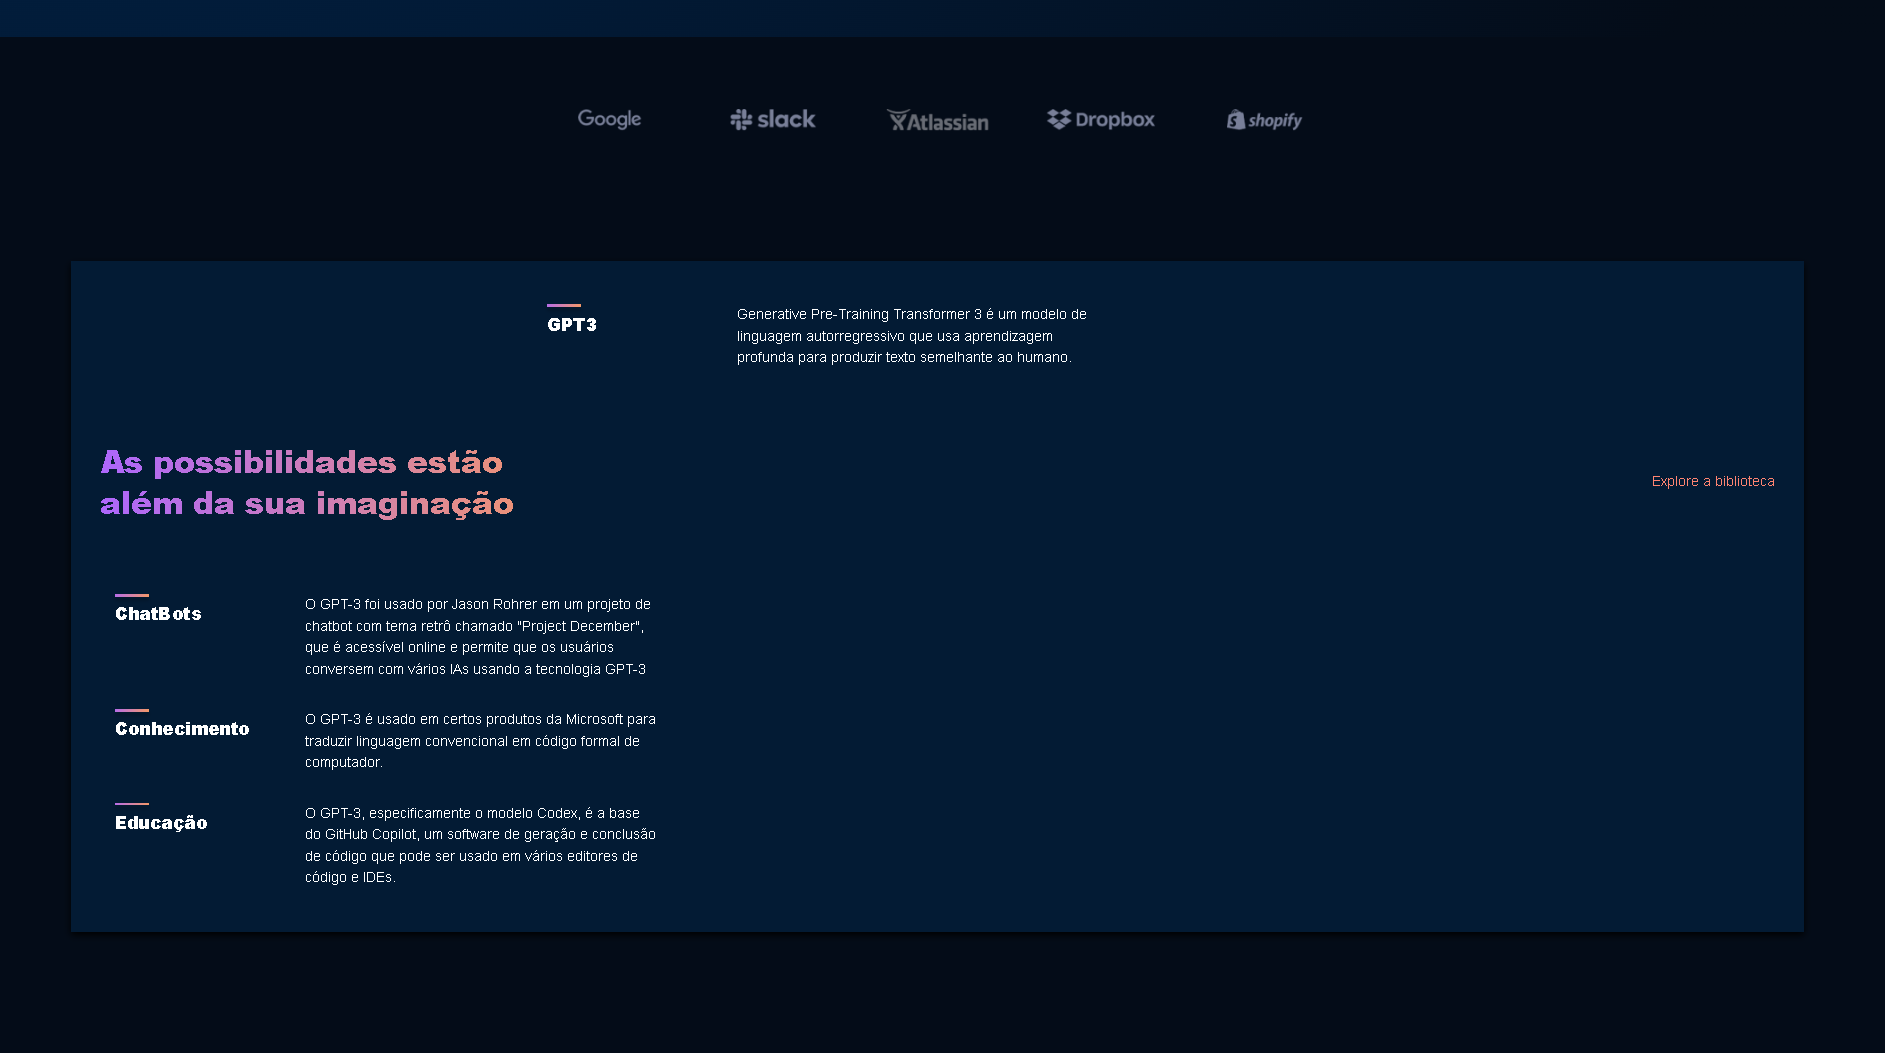 Google
slack
Atlassian
Dropbox
shopify
GPT3
Generative Pre-Training Transformer 3 é um modelo de
linguagem autorregressivo que usa aprendizagem
profunda para produzir texto semelhante ao humano.
As possibilidades estão
além da sua imaginação
Explore a biblioteca
ChatBots
O GPT-3 foi usado por Jason Rohrer em um projeto de
chatbot com tema retrô chamado "Project December",
que é acessível online e permite que os usuários
conversem com vários IAs usando a tecnologia GPT-3
Conhecimento
O GPT-3 é usado em certos produtos da Microsoft para
traduzir linguagem convencional em código formal de
computador.
Educação
O GPT-3, especificamente o modelo Codex, é a base
do GitHub Copilot, um software de geração e conclusão
de código que pode ser usado em vários editores de
código e IDEs.